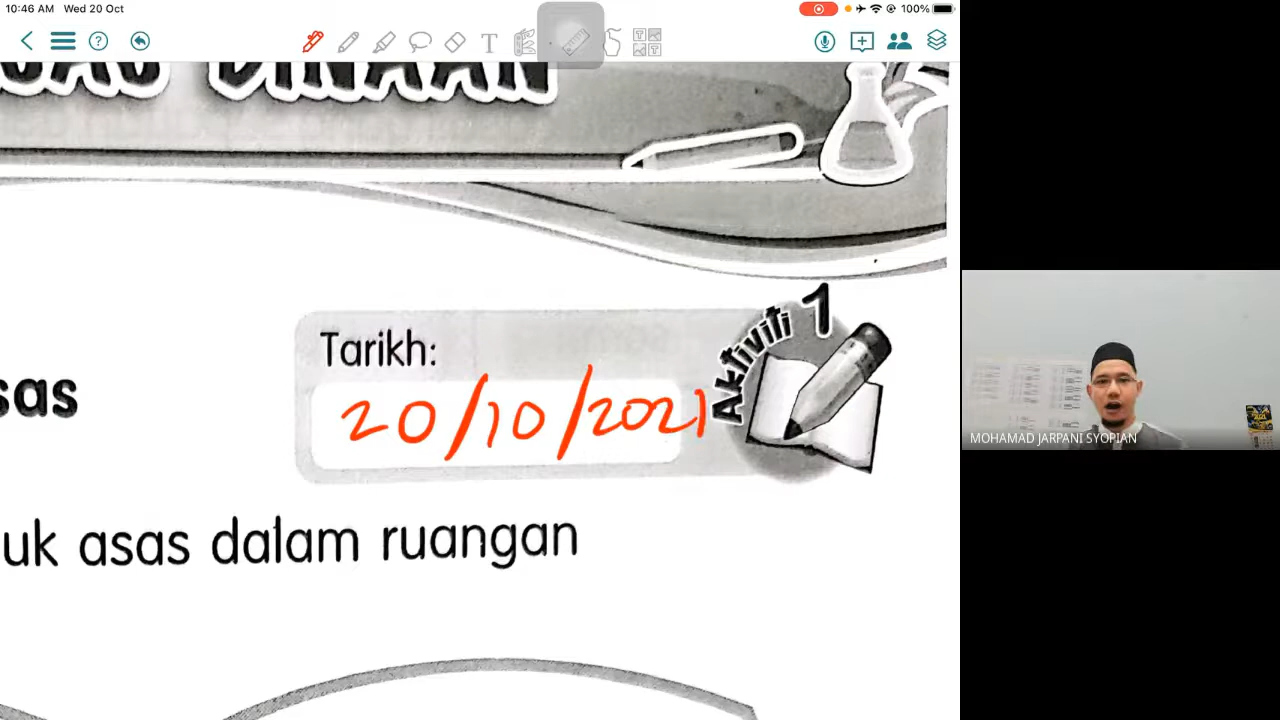 10:46 AM Wed 20 Oct
100%
BINAAN
Tarikh:
20/10/2021
Aktiviti 1
sas
uk asas dalam ruangan
MOHAMAD JARPANI SYOPIAN